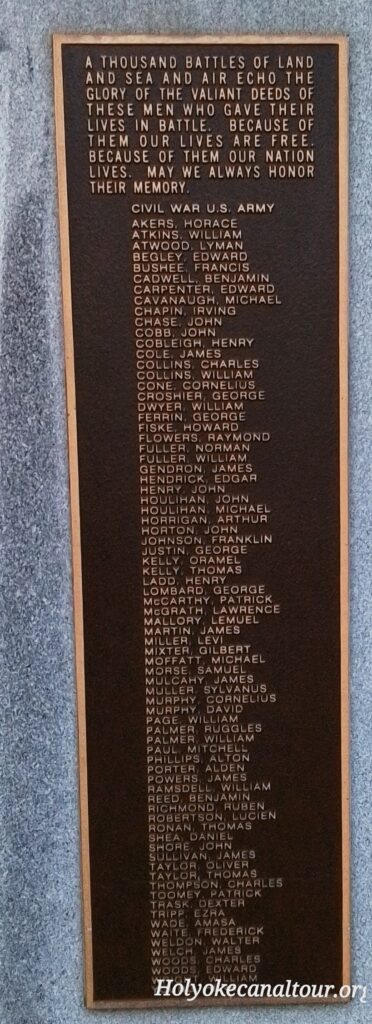 A THOUSAND BATTLES OF LAND
AND SEA AND AIR ECHO THE
GLORY OF THE VALIANT DEEDS OF
THESE MEN WHO GAVE THEIR
LIVES IN BATTLE. BECAUSE OF
THEM OUR LIVES ARE FREE.
BECAUSE OF THEM OUR NATION
LIVES. MAY WE ALWAYS HONOR
THEIR MEMORY.
CIVIL WAR U.S. ARMY
AKERS, HORACE
ATKINS, WILLIAM
ATWOOD, LYMAN
BEGLEY, EDWARD
BUSHEE, FRANCIS
CADWELL, BENJAMIN
CARPENTER, EDWARD
CAVANAUGH, MICHAEL
CHAPIN, IRVING
CHASE, JOHN
COBB, JOHN
COBLEIGH, HENRY
COLE, JAMES
COLLINS, CHARLES
COLLINS, WILLIAM
CONE, CORNELIUS
CROSHIER, GEORGE
DWYER, WILLIAM
FERRIN, GEORGE
FISKE, HOWARD
FLOWERS, RAYMOND
FULLER, NORMAN
FULLER, WILLIAM
GENDRON, JAMES
HENDRICK, EDGAR
HENRY, JOHN
HOULIHAN, JOHN
HOULIHAN, MICHAEL
HORRIGAN, ARTHUR
HORTON, JOHN
JOHNSON, FRANKLIN
JUSTIN, GEORGE
KELLY, ORAMEL
KELLY, THOMAS
LADD, HENRY
LOMBARD, GEORGE
McCARTHY, PATRICK
McGRATH, LAWRENCE
MALLORY, LEMUEL
MARTIN, JAMES
MILLER, LEVI
MIXTER, GILBERT
MOFFATT, MICHAEL
MORSE, SAMUEL
MULCAHY, JAMES
MULLER, SYLVANUS
MURPHY, CORNELIUS
MURPHY, DAVID
PAGE, WILLIAM
PALMER, RUGGLES
PALMER, WILLIAM
PAUL, MITCHELL
PHILLIPS, ALTON
PORTER, ALDEN
POWERS, JAMES
RAMSDELL, WILLIAM
REED, BENJAMIN
RICHMOND, RUBEN
ROBERTSON, LUCIEN
RONAN, THOMAS
SHEA, DANIEL
SHORE, JOHN
SULLIVAN, JAMES
TAYLOR, OLIVER
TAYLOR, THOMAS
THOMPSON, CHARLES
TOOMEY, PATRICK
TRASK, DEXTER
TRIPP, EZRA
WADE, AMASA
WAITE, FREDERICK
WELDON, WALTER
WELCH, JAMES
WOODS, CHARLES
WOODS, EDWARD
WILLIAM
Holyokecanaltour.org